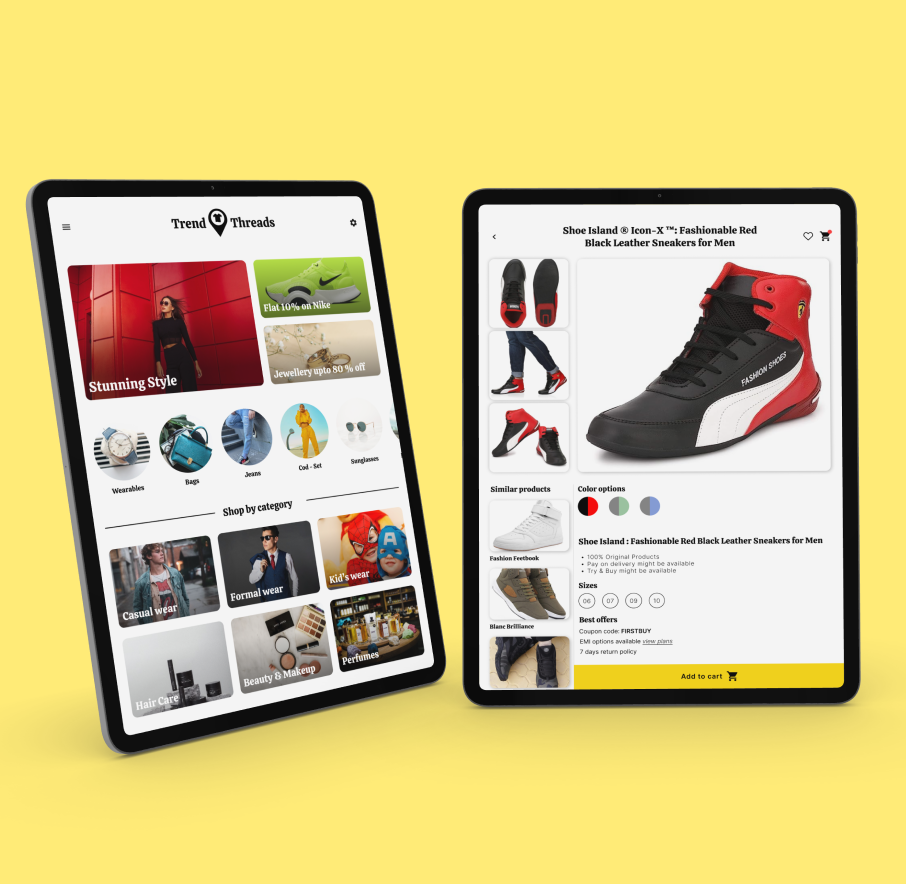 Trend Threads
Stunning Style
Flat 10% on Nike
Jewellery upto 80 % off
Wearables
Bags
Jeans
Cod - Set
Sunglasses
Shop by category
Casual wear
Formal wear
Kid's wear
Hair Care
Beauty & Makeup
Perfumes
Shoe Island ® Icon-X ™: Fashionable Red
Black Leather Sneakers for Men
FASHION SHOES
Similar products
Fashion Feetbook
Blanc Brilliance
Color options
Shoe Island : Fashionable Red Black Leather Sneakers for Men
• 100% Original Products
• Pay on delivery might be available
• Try & Buy might be available
Sizes
06 07 09 10
Best offers
Coupon code: FIRSTBUY
EMI options available view plans
7 days return policy
Add to cart